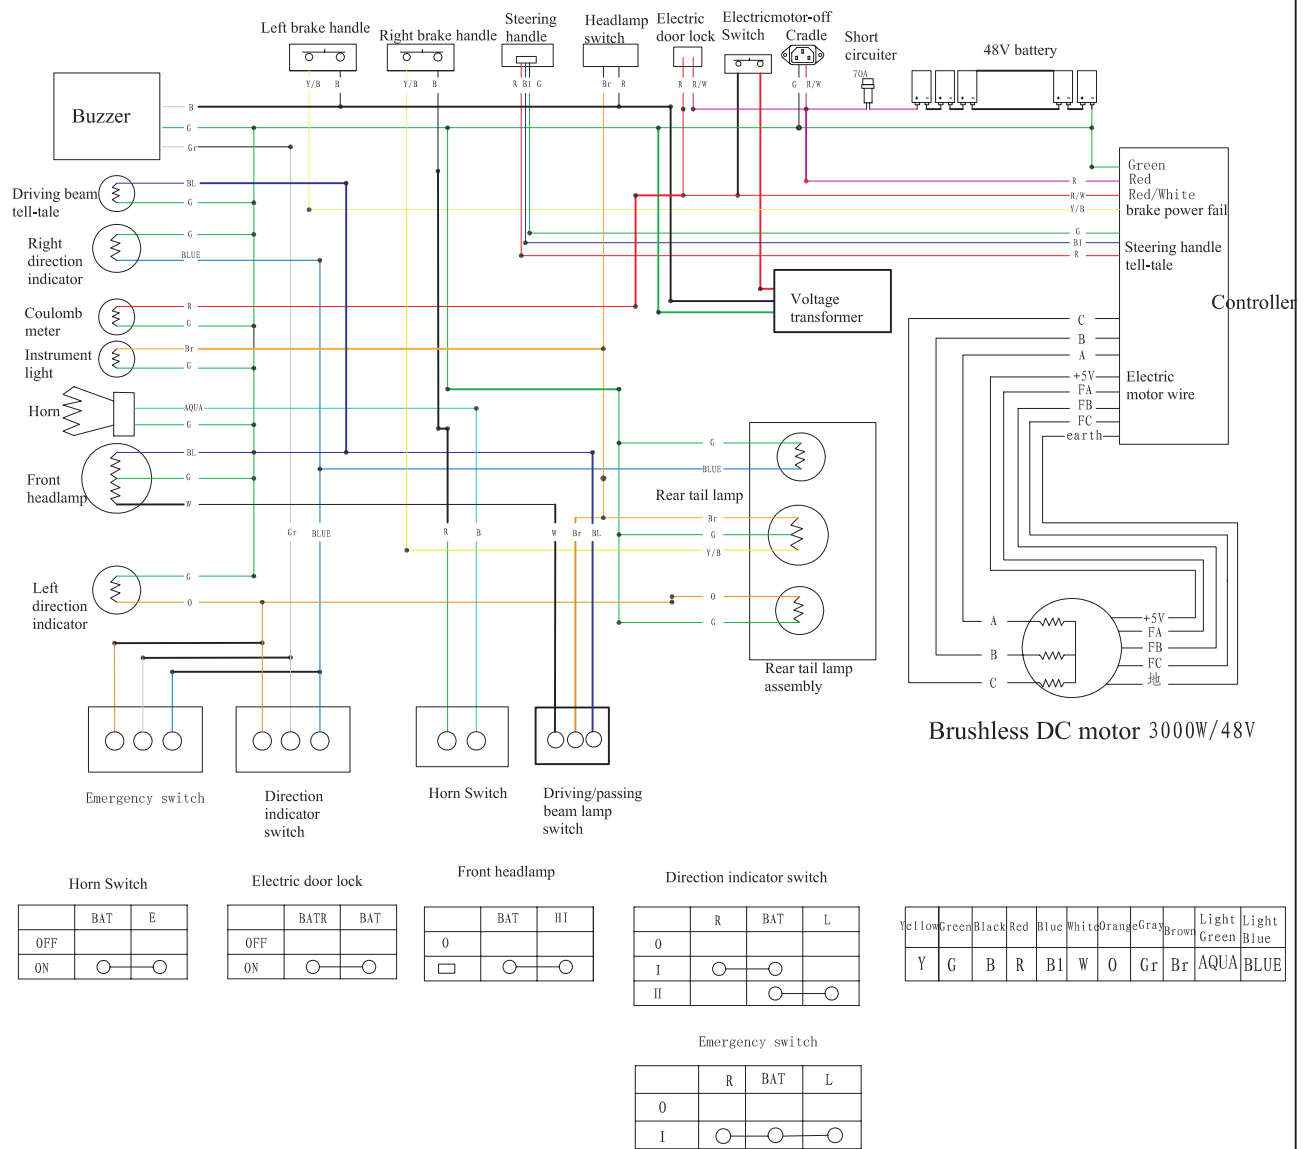 Left brake handle
Right brake handle
Steering
handle
Headlamp
switch
Electric
door lock
Electricmotor-off
Switch
Cradle
Short
circuiter
70A
48V battery
Y/B B
Y/B B
R Bl G
Br R
R R/W
G R/W
Buzzer
B
G
Gr
Driving beam
tell-tale
BL
G
Right
direction
indicator
G
BLUE
Coulomb
meter
R
G
Instrument
light
Br
G
Horn
AQUA
G
Front
headlamp
BL
G
W
Left
direction
indicator
G
O
Gr BLUE
R B
W Br BL
Green
Red
Red/White
brake power fail
Steering handle
tell-tale
R
R/W
Y/B
G
Bl
R
Controller
Voltage
transformer
C
B
A
+5V
FA
FB
FC
earth
Electric
motor wire
G
BLUE
Rear tail lamp
Br
G
Y/B
O
G
Rear tail lamp
assembly
A
B
C
+5V
FA
FB
FC
地
Brushless DC motor 3000W/48V
Emergency switch
Direction
indicator
switch
Horn Switch
Driving/passing
beam lamp
switch
Horn Switch
BAT E
OFF
ON
Electric door lock
BATR BAT
OFF
ON
Front headlamp
BAT HI
O
Direction indicator switch
R BAT L
O
I
II
Yellow Green Black Red Blue White Orange Gray Brown Light Green Light Blue
Y G B R Bl W O Gr Br AQUA BLUE
Emergency switch
R BAT L
O
I